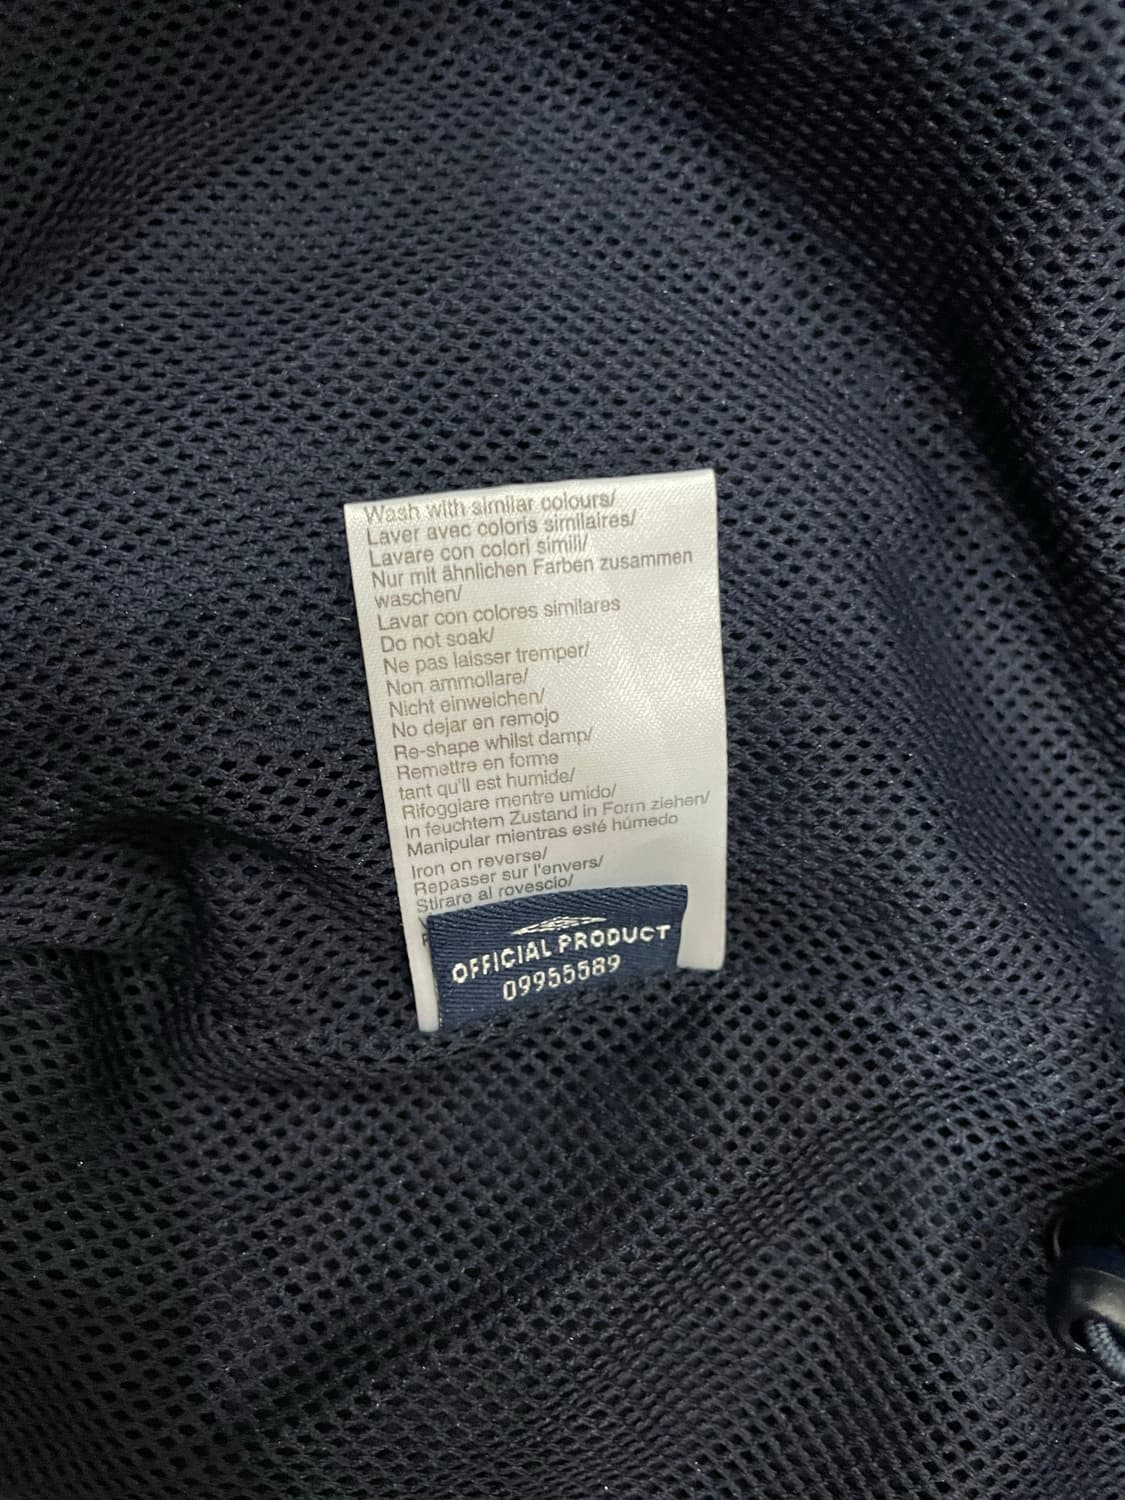 Wash with similar colours/
Laver avec coloris similaires/
Lavare con colori simili/
Nur mit ähnlichen Farben zusammen
waschen/
Lavar con colores similares
Do not soak/
Ne pas laisser tremper/
Non ammollare/
Nicht einweichen/
No dejar en remojo
Re-shape whilst damp/
Remettre en forme
tant qu'il est humide/
Rifoggiare mentre umido/
In feuchtem Zustand in Form ziehen/
Manipular mientras esté húmedo
Iron on reverse/
Repasser sur l'envers/
Stirare al rovescio/
OFFICIAL PRODUCT
09955589